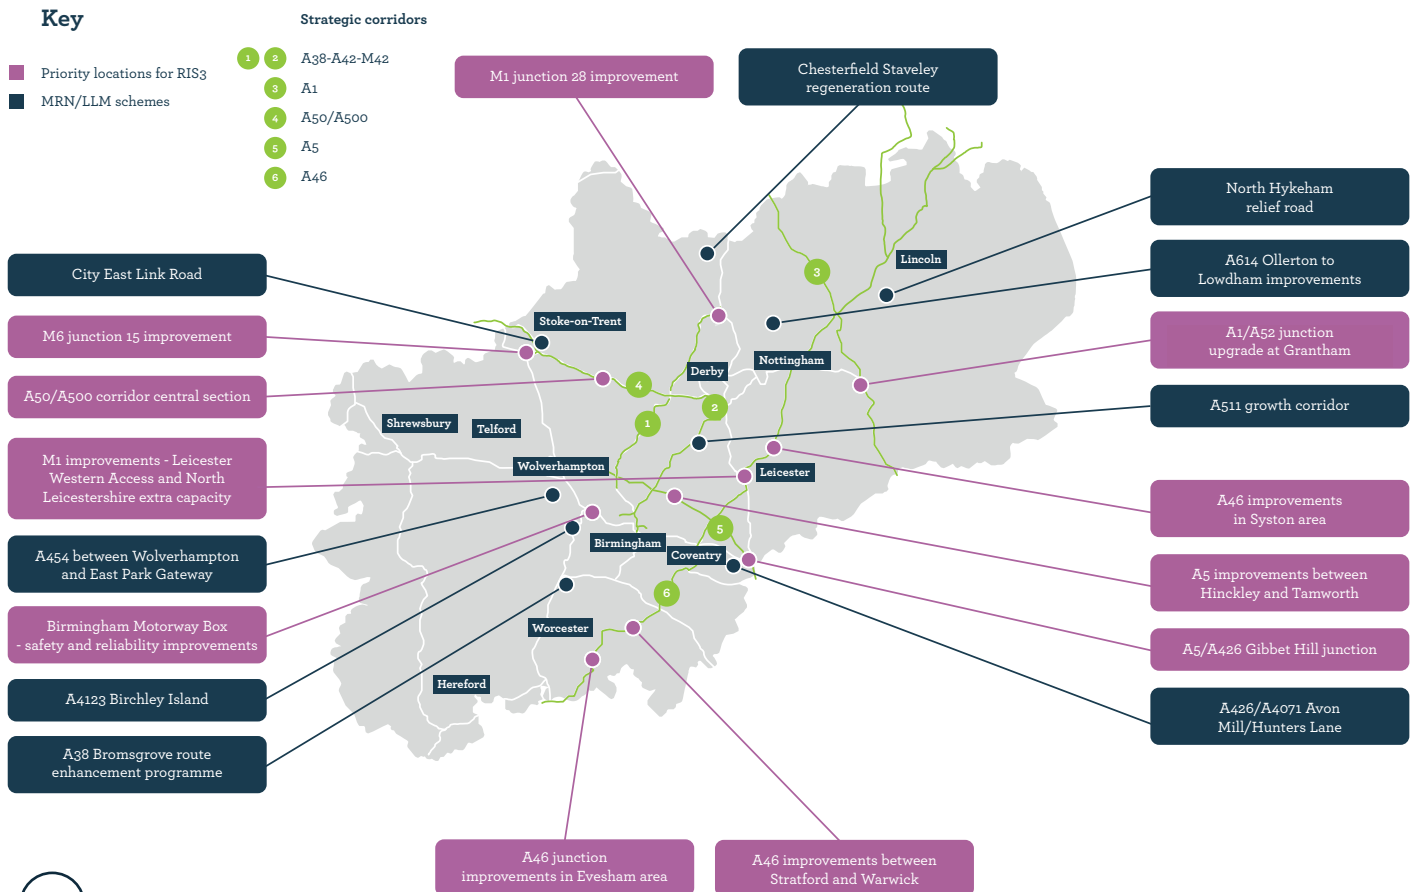 Key
Priority locations for RIS3
MRN/LLM schemes
Strategic corridors
1 2 A38-A42-M42
3 A1
4 A50/A500
5 A5
6 A46
M1 junction 28 improvement
Chesterfield Staveley
regeneration route
North Hykeham
relief road
A614 Ollerton to
Lowdham improvements
A1/A52 junction
upgrade at Grantham
A511 growth corridor
A46 improvements
in Syston area
A5 improvements between
Hinckley and Tamworth
A5/A426 Gibbet Hill junction
A426/A4071 Avon
Mill/Hunters Lane
City East Link Road
M6 junction 15 improvement
A50/A500 corridor central section
M1 improvements - Leicester
Western Access and North
Leicestershire extra capacity
A454 between Wolverhampton
and East Park Gateway
Birmingham Motorway Box
- safety and reliability improvements
A4123 Birchley Island
A38 Bromsgrove route
enhancement programme
A46 junction
improvements in Evesham area
A46 improvements between
Stratford and Warwick
Lincoln
3
Stoke-on-Trent
Nottingham
Derby
4
2
1
Shrewsbury
Telford
Wolverhampton
Leicester
5
Birmingham
Coventry
6
Worcester
Hereford